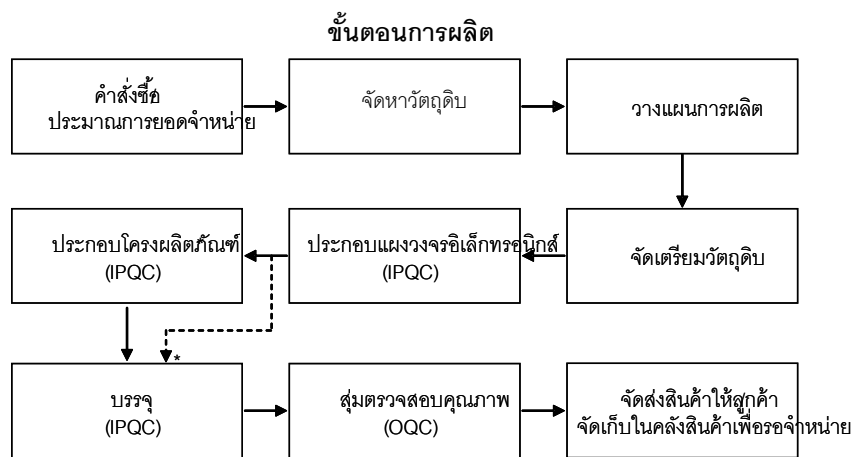 ขั้นตอนการผลิต
คำสั่งซื้อ
ประมาณการยอดจำหน่าย
จัดหาวัตถุดิบ
วางแผนการผลิต
จัดเตรียมวัตถุดิบ
ประกอบแผงวงจรอิเล็กทรอนิกส์
(IPQC)
ประกอบโครงผลิตภัณฑ์
(IPQC)
*
บรรจุ
(IPQC)
สุ่มตรวจสอบคุณภาพ
(OQC)
จัดส่งสินค้าให้ลูกค้า
จัดเก็บในคลังสินค้าเพื่อรอจำหน่าย